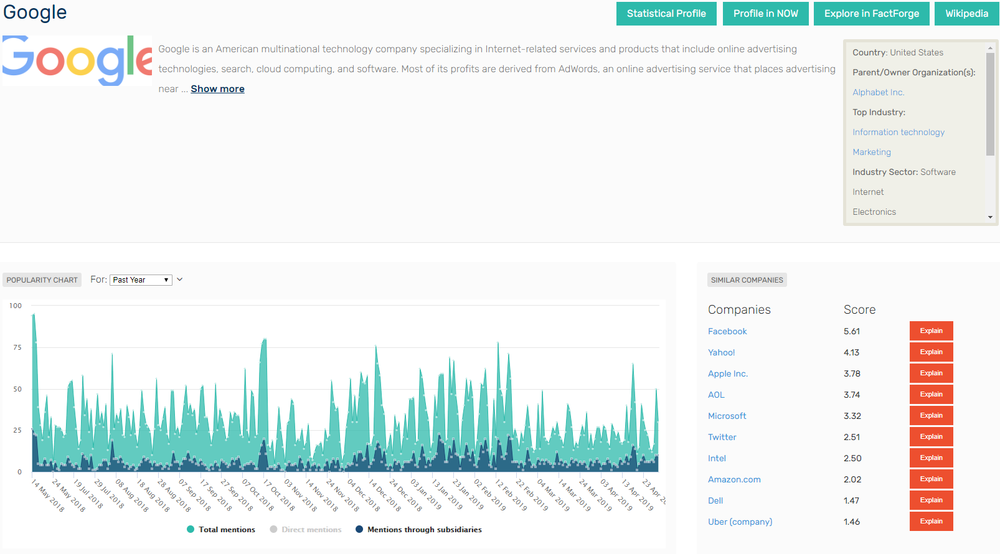 Google
Statistical Profile
Profile in NOW
Explore in FactForge
Wikipedia
Google
Google is an American multinational technology company specializing in Internet-related services and products that include online advertising
technologies, search, cloud computing, and software. Most of its profits are derived from AdWords, an online advertising service that places advertising
near ... Show more
Country: United States
Parent/Owner Organization(s):
Alphabet Inc.
Top Industry:
Information technology
Marketing
Industry Sector: Software
Internet
Electronics
POPULARITY CHART For: Past Year
100
75
50
25
0
14 May 2018
24 May 2018
19 Jul 2018
29 Jul 2018
08 Aug 2018
18 Aug 2018
28 Aug 2018
07 Sep 2018
17 Sep 2018
27 Sep 2018
07 Oct 2018
17 Oct 2018
03 Nov 2018
14 Nov 2018
24 Nov 2018
04 Dec 2018
14 Dec 2018
24 Dec 2018
03 Jan 2019
13 Jan 2019
23 Jan 2019
02 Feb 2019
12 Feb 2019
22 Feb 2019
04 Mar 2019
14 Mar 2019
24 Mar 2019
03 Apr 2019
13 Apr 2019
23 Apr 2
Total mentions
Direct mentions
Mentions through subsidiaries
SIMILAR COMPANIES
Companies Score
Facebook 5.61 Explain
Yahoo! 4.13 Explain
Apple Inc. 3.78 Explain
AOL 3.74 Explain
Microsoft 3.32 Explain
Twitter 2.51 Explain
Intel 2.50 Explain
Amazon.com 2.02 Explain
Dell 1.47 Explain
Uber (company) 1.46 Explain